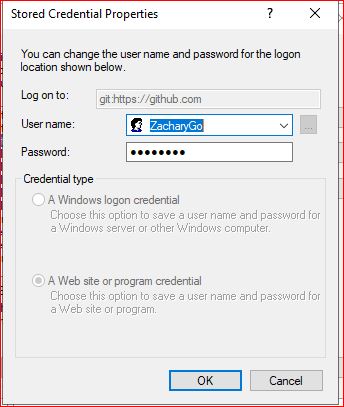 Stored Credential Properties
You can change the user name and password for the logon
location shown below.
Log on to: git:https://github.com
User name: ZacharyGo
...
Password: ●●●●●●●●
Credential type
A Windows logon credential
Choose this option to save a user name and password for
a Windows server or other Windows computer.
A Web site or program credential
Choose this option to save a user name and password for
a Web site or program.
OK Cancel